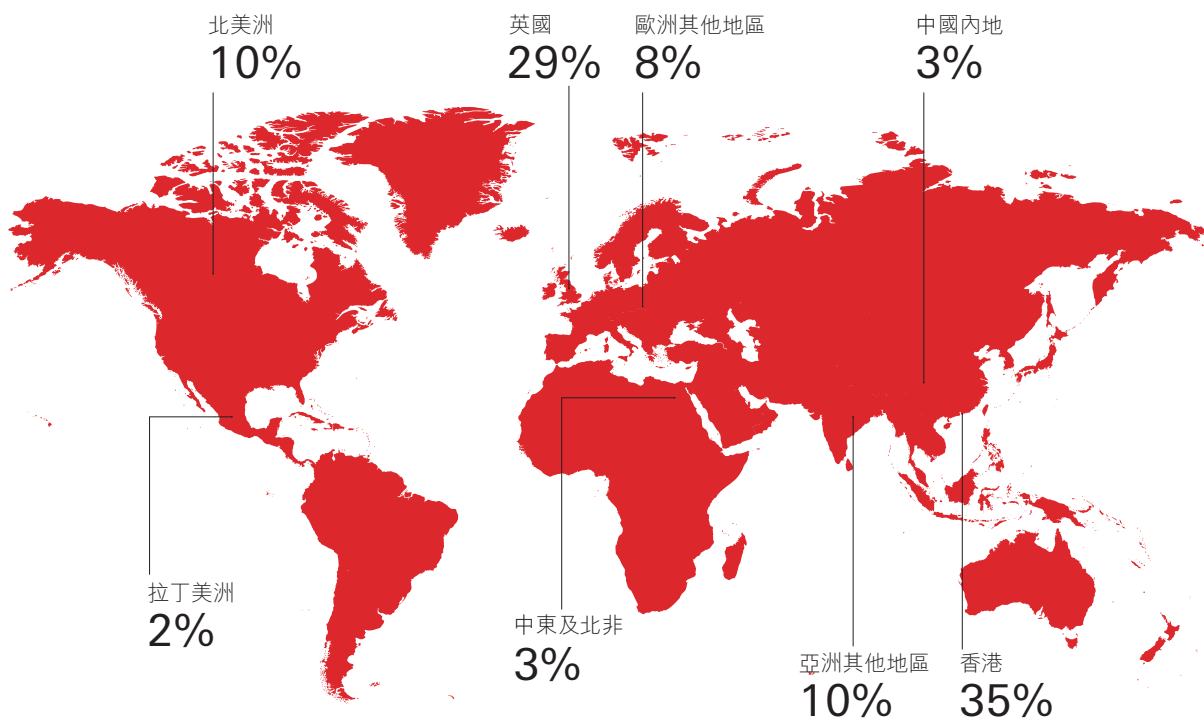 北美洲
10%
英國
29%
歐洲其他地區
8%
中國內地
3%
拉丁美洲
2%
中東及北非
3%
亞洲其他地區
10%
香港
35%